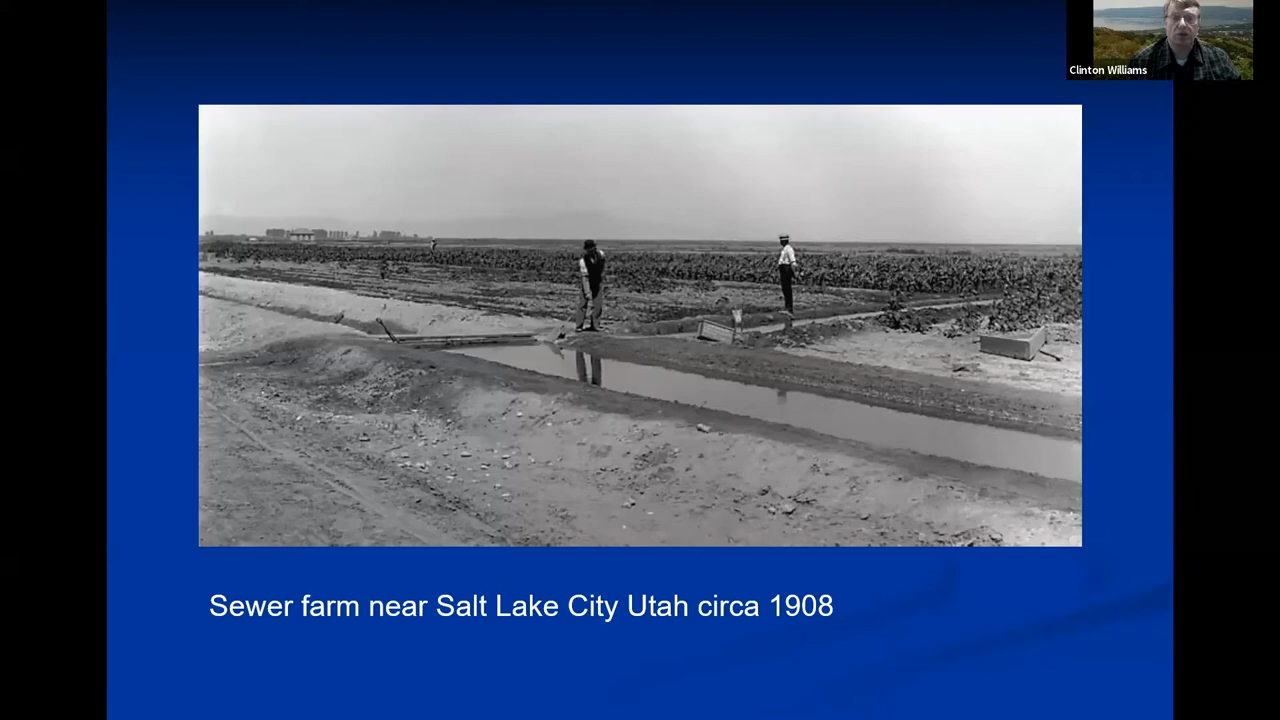 Clinton Williams
Sewer farm near Salt Lake City Utah circa 1908